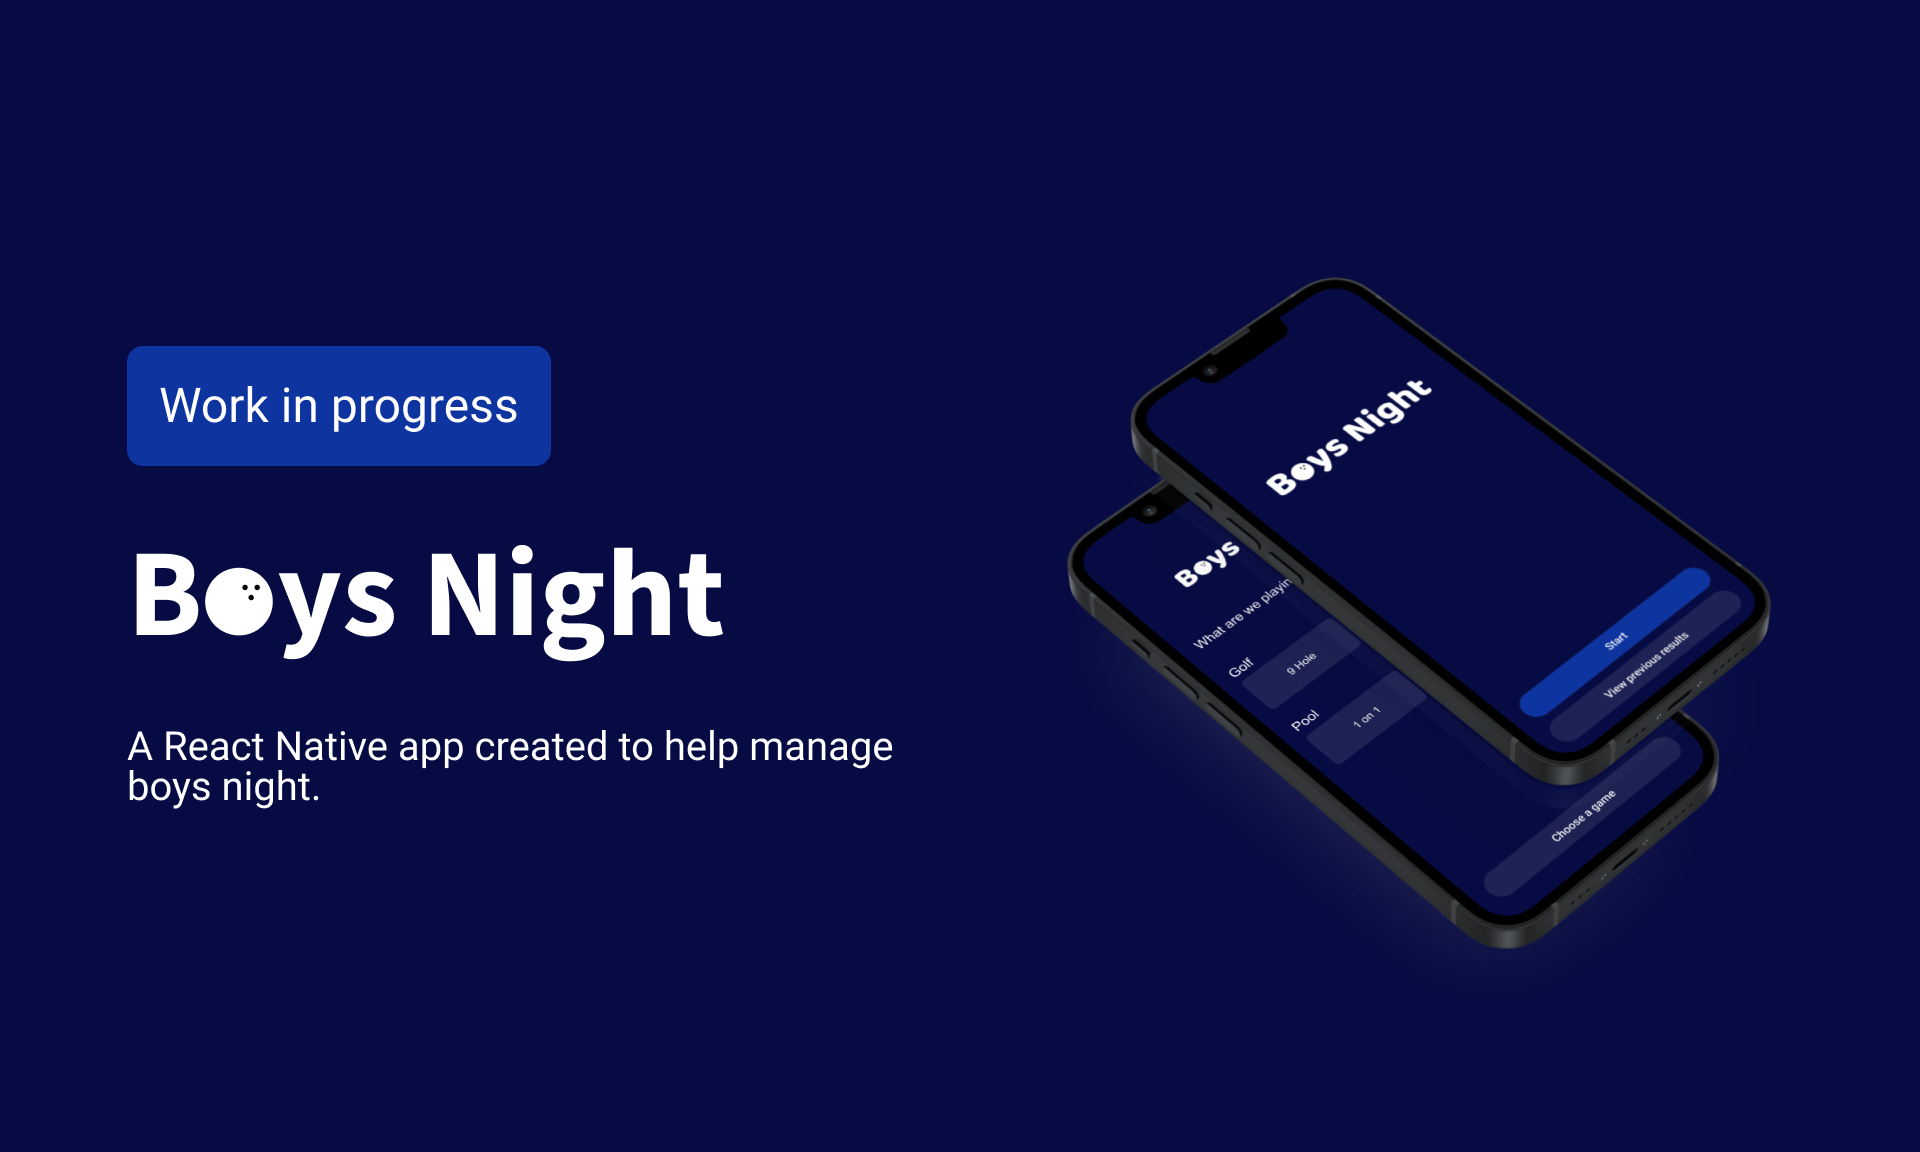 Work in progress
Boys Night
A React Native app created to help manage
boys night.
Boys Night
Start
View previous results
Boys
What are we playin
Golf
9 Hole
Pool
1 on 1
Choose a game